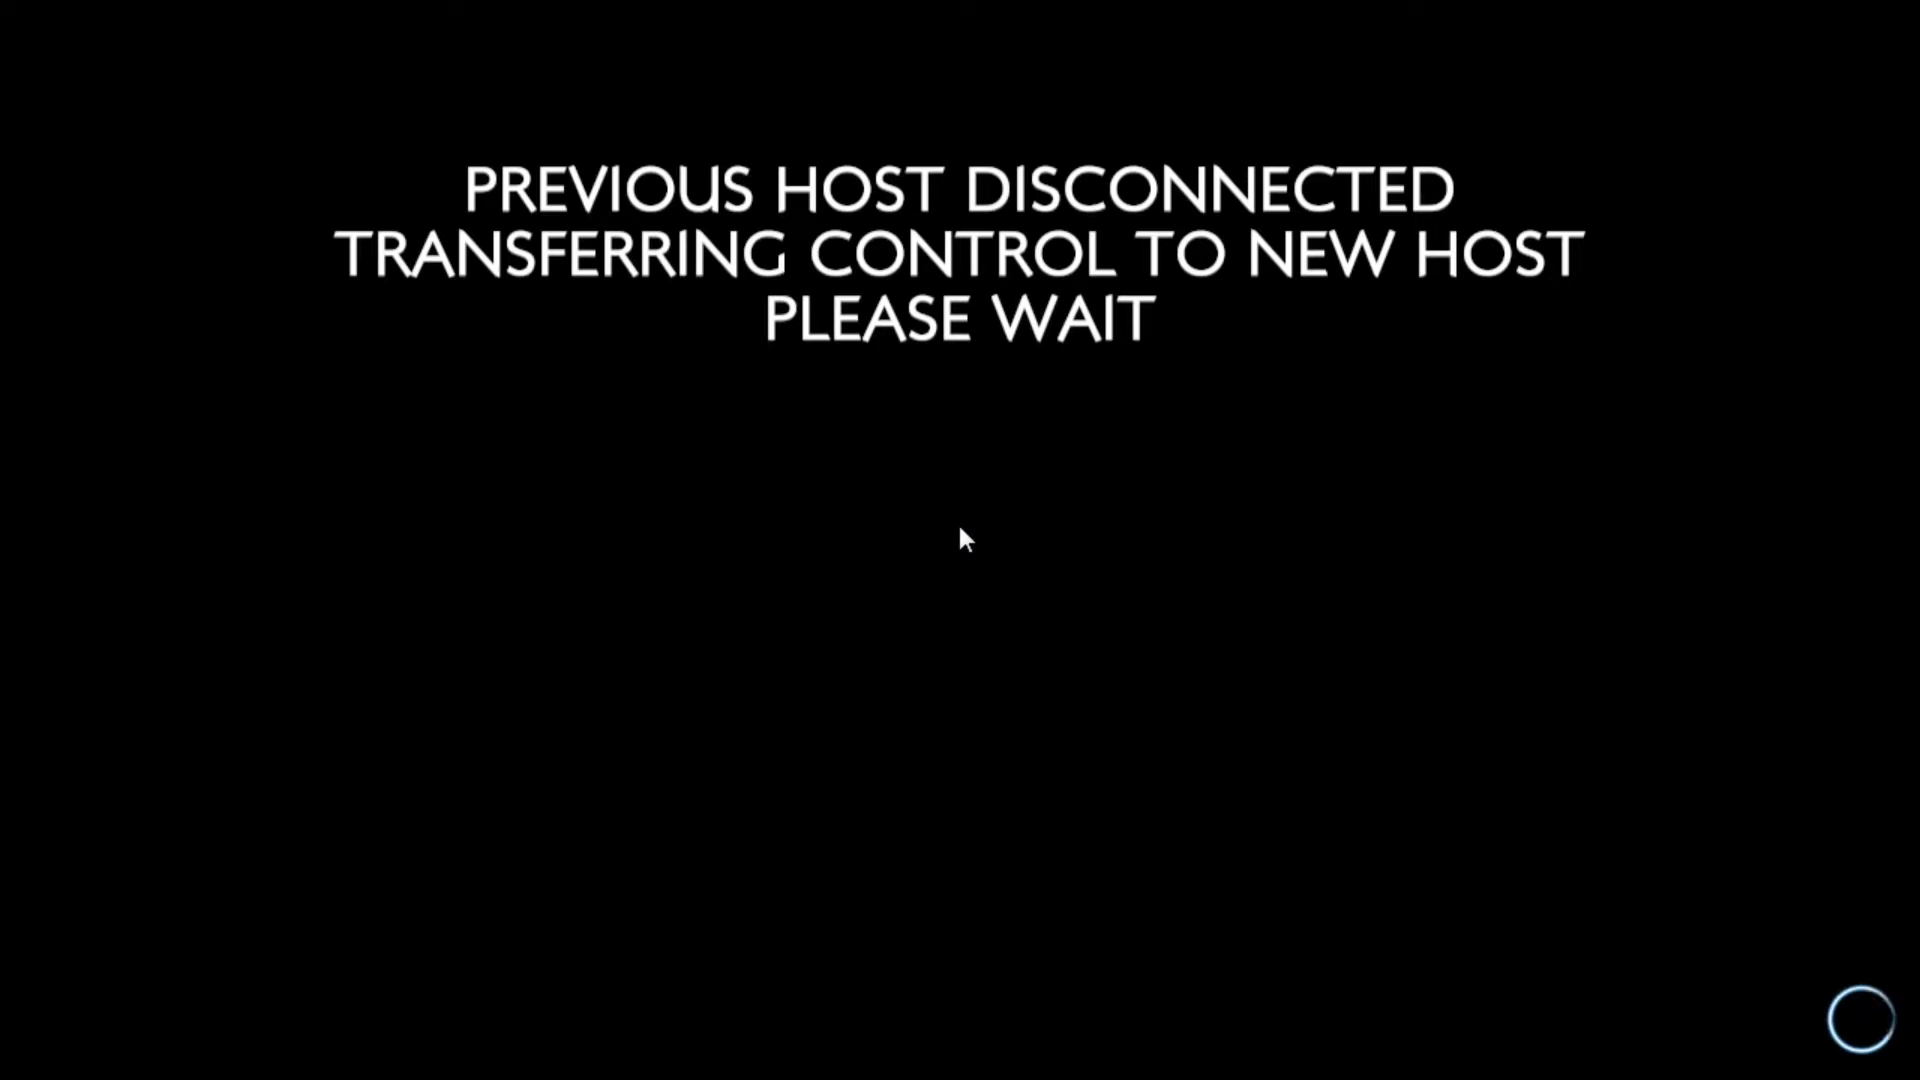 PREVIOUS HOST DISCONNECTED
TRANSFERRING CONTROL TO NEW HOST
PLEASE WAIT